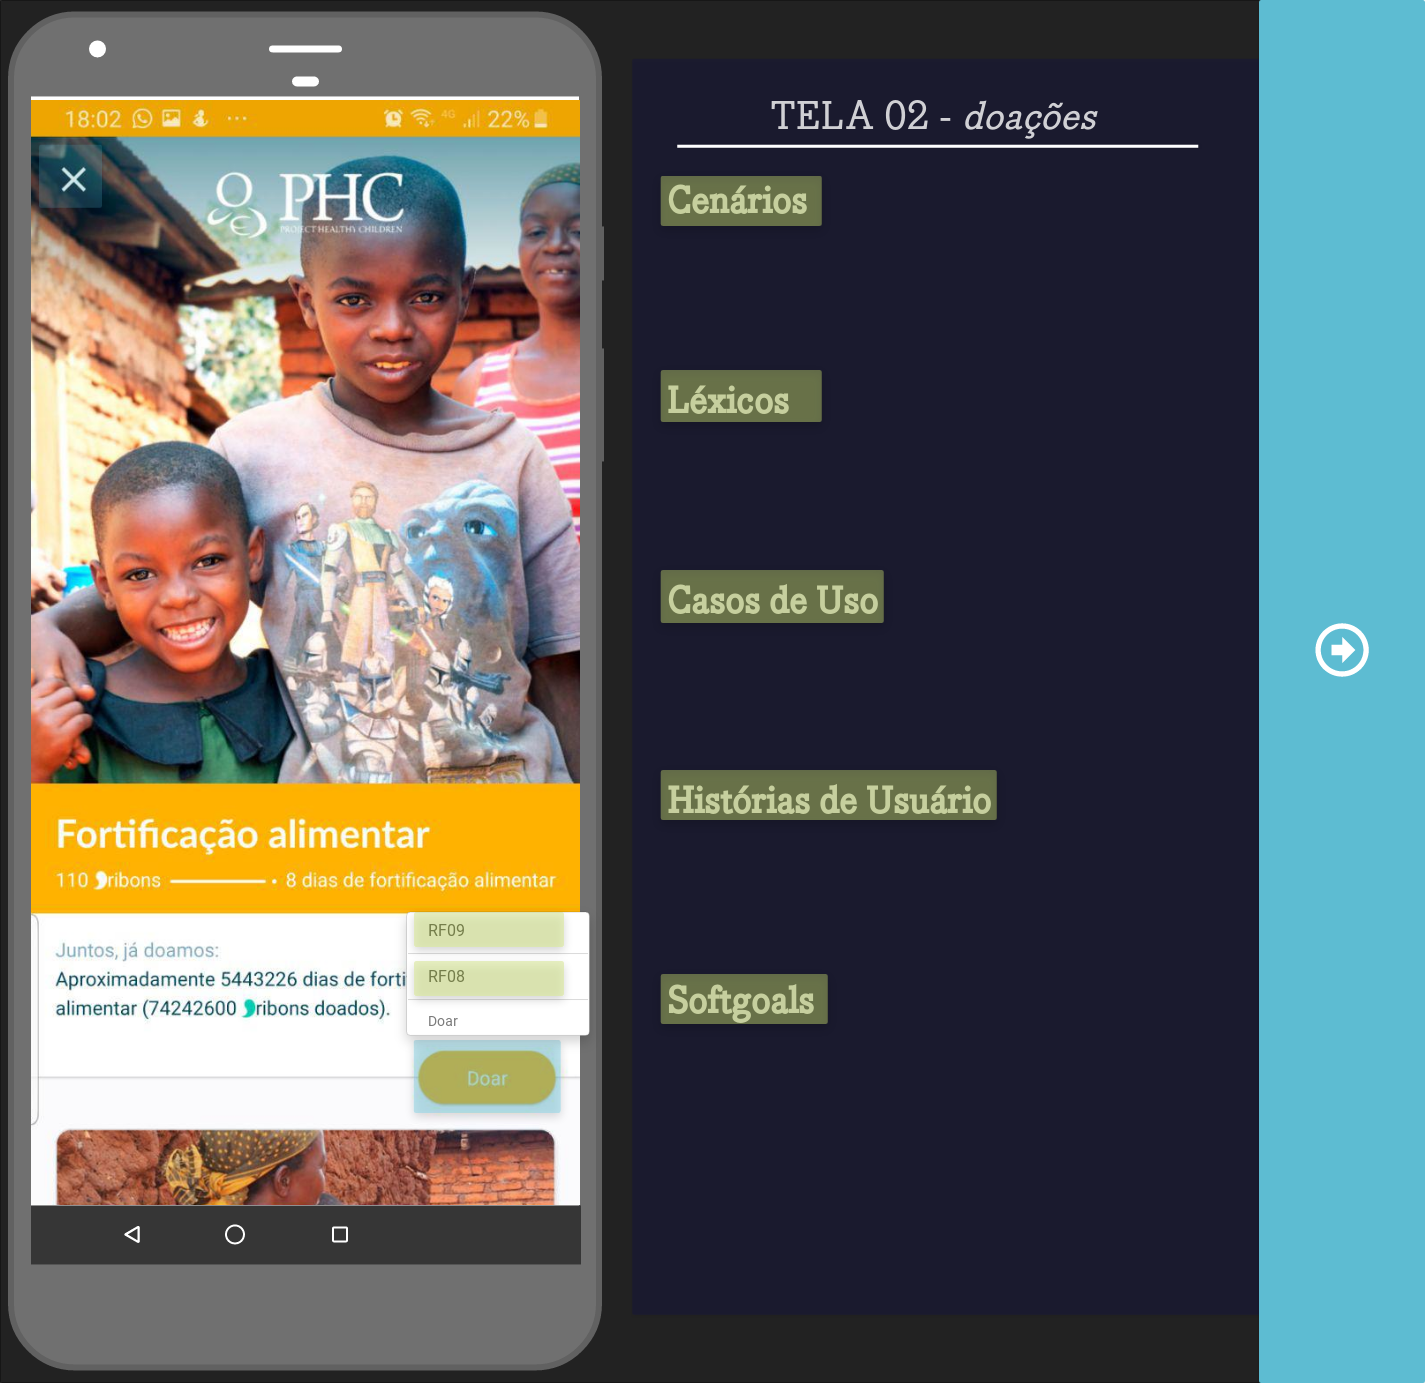 18:02
4G
22%
PHC
PROJECT HEALTHY CHILDREN
Fortificação alimentar
110 ribons
8 dias de fortificação alimentar
Juntos, já doamos:
Aproximadamente 5443226 dias de forti
alimentar (74242600 ribons doados).
RF09
RF08
Doar
Doar
TELA 02 - doações
Cenários
Léxicos
Casos de Uso
Histórias de Usuário
Softgoals